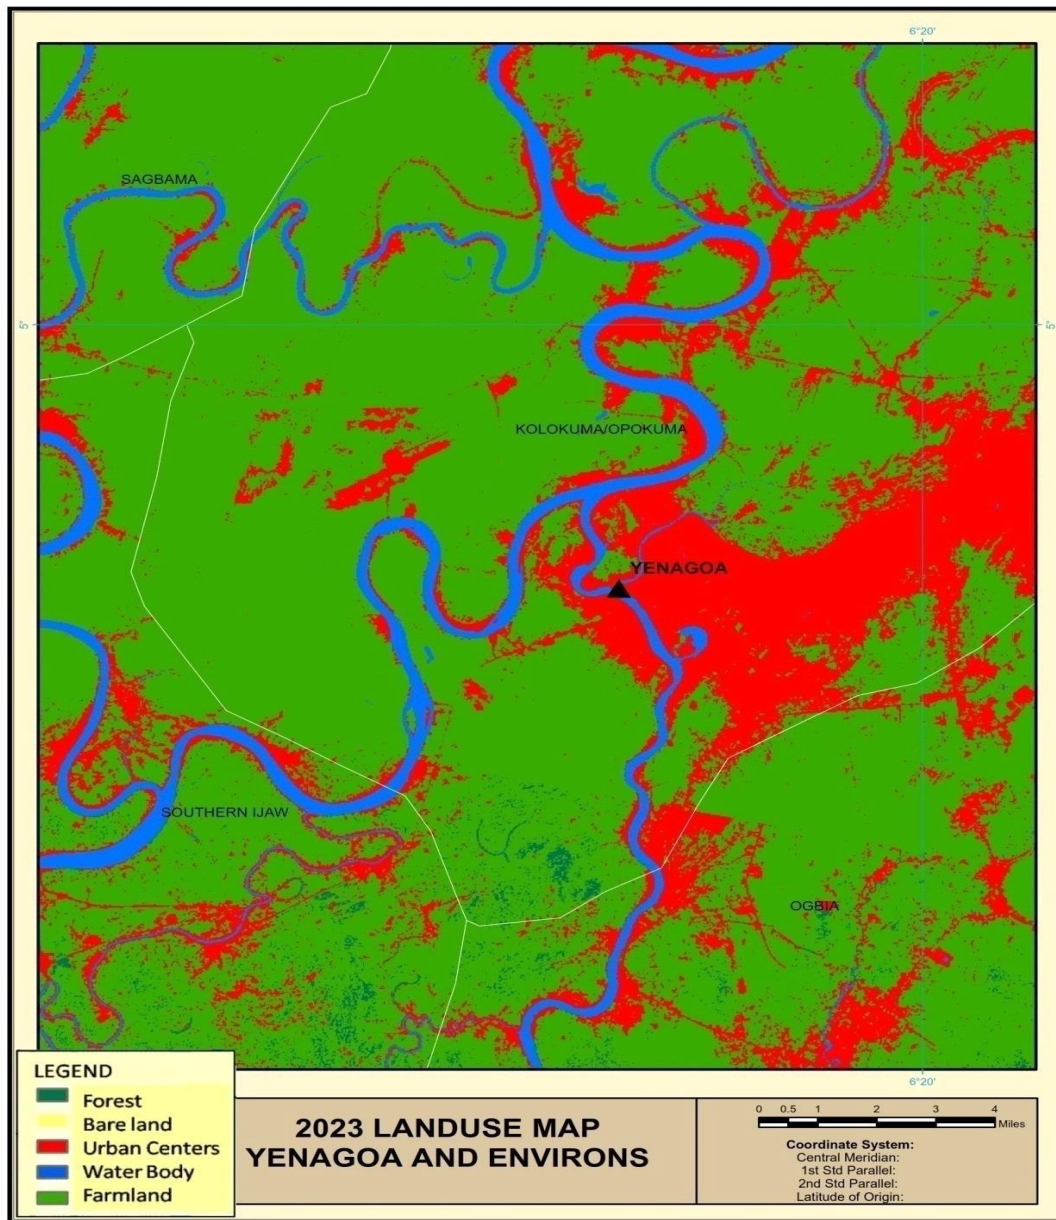 6°20'
SAGBAMA
5°
5°
KOLOKUMA/OPOKUMA
YENAGOA
SOUTHERN IJAW
OGBIA
6°20'
LEGEND
Forest
Bare land
Urban Centers
Water Body
Farmland
2023 LANDUSE MAP
YENAGOA AND ENVIRONS
0 0.5 1 2 3 4
Miles
Coordinate System:
Central Meridian:
1st Std Parallel:
2nd Std Parallel:
Latitude of Origin: